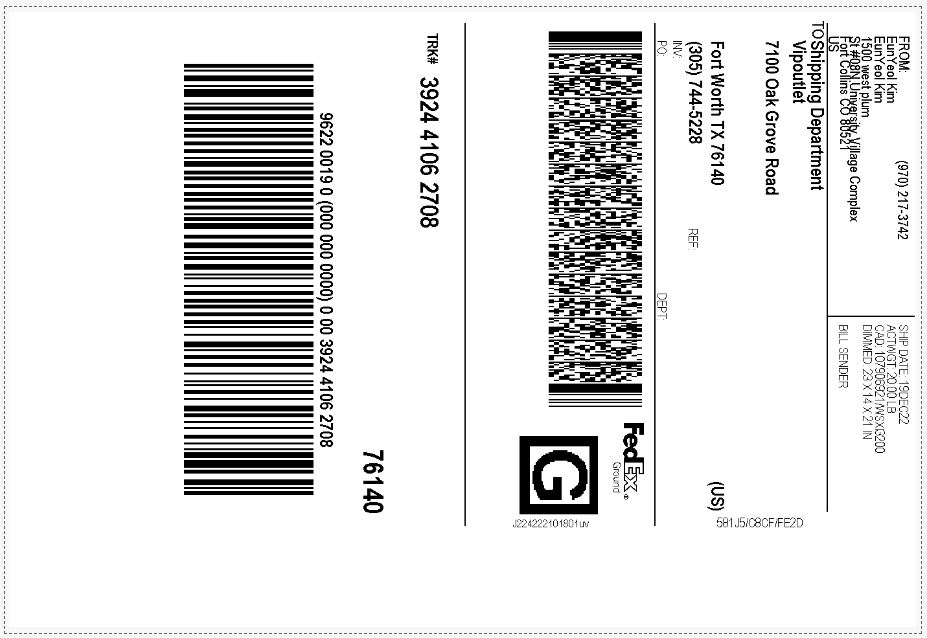 FROM:
(970) 217-3742
EunYeol Kim
EunYeol Kim
1500 west plum
St #08N University Village Complex
Fort Collins CO 80521
US
SHIP DATE: 19DEC22
ACTWGT: 20.00 LB
CAD: 107906921/WSXI3200
DIMMED: 23 X 14 X 21 IN
BILL SENDER
TO Shipping Department
Vipoutlet
7100 Oak Grove Road
581J5/C8CF/FE2D
Fort Worth TX 76140
(US)
(305) 744-5228
REF:
INV:
PO:
DEPT:
FedEx
Ground
G
J224222101801uv
TRK# 3924 4106 2708
76140
9622 0019 0 (000 000 0000) 0 00 3924 4106 2708